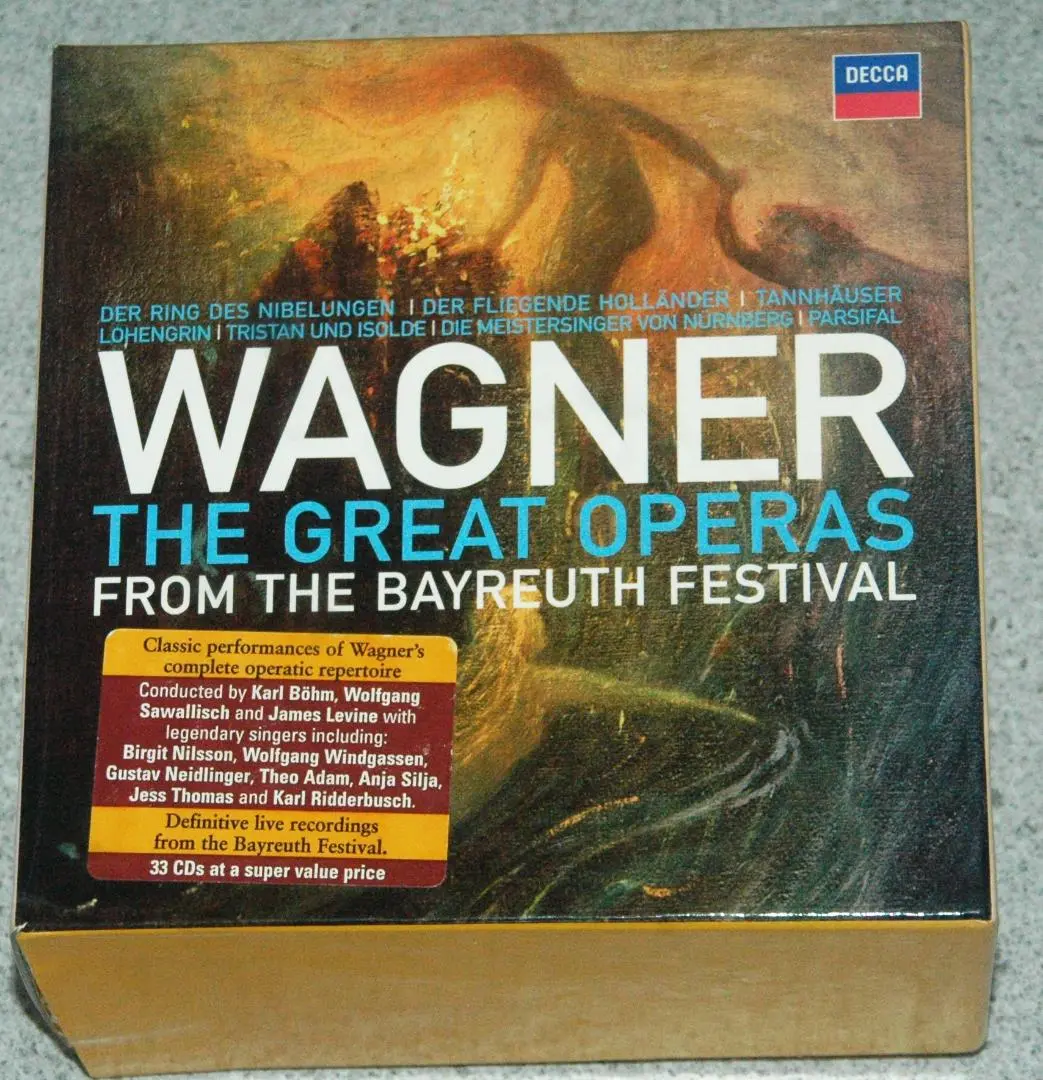 DECCA
DER RING DES NIBELUNGEN | DER FLIEGENDE HOLLÄNDER | TANNHÄUSER
LOHENGRIN | TRISTAN UND ISOLDE | DIE MEISTERSINGER VON NÜRNBERG | PARSIFAL
WAGNER
THE GREAT OPERAS
FROM THE BAYREUTH FESTIVAL
Classic performances of Wagner's
complete operatic repertoire
Conducted by Karl Böhm, Wolfgang
Sawallisch and James Levine with
legendary singers including:
Birgit Nilsson, Wolfgang Windgassen,
Gustav Neidlinger, Theo Adam, Anja Silja,
Jess Thomas and Karl Ridderbusch.
Definitive live recordings
from the Bayreuth Festival.
33 CDs at a super value price